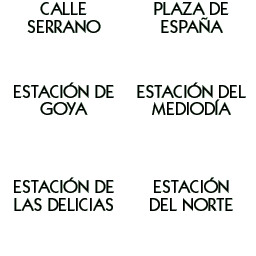 CALLE
SERRANO
PLAZA DE
ESPAÑA
ESTACIÓN DE
GOYA
ESTACIÓN DEL
MEDIODÍA
ESTACIÓN DE
LAS DELICIAS
ESTACIÓN
DEL NORTE